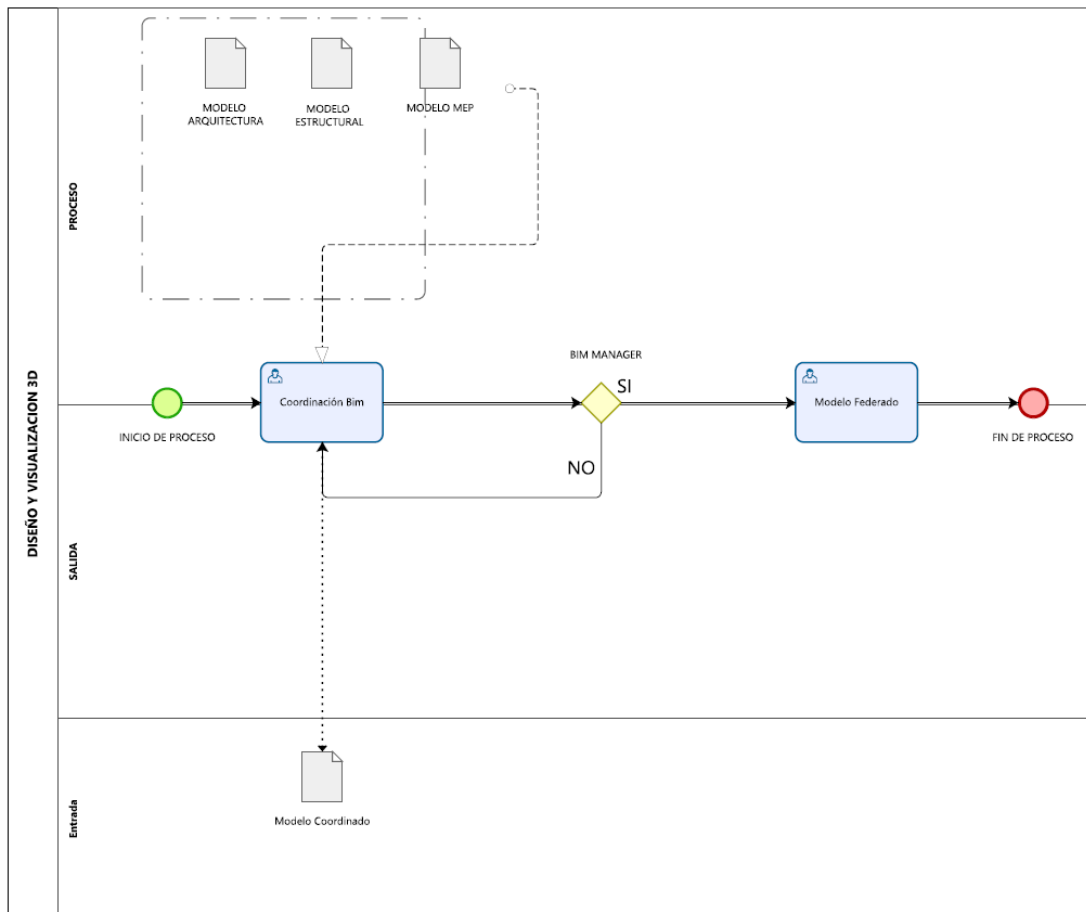 DISEÑO Y VISUALIZACION 3D
PROCESO
MODELO
ARQUITECTURA
MODELO
ESTRUCTURAL
MODELO MEP
BIM MANAGER
SI
Coordinación Bim
Modelo Federado
INICIO DE PROCESO
FIN DE PROCESO
NO
SALIDA
Entrada
Modelo Coordinado